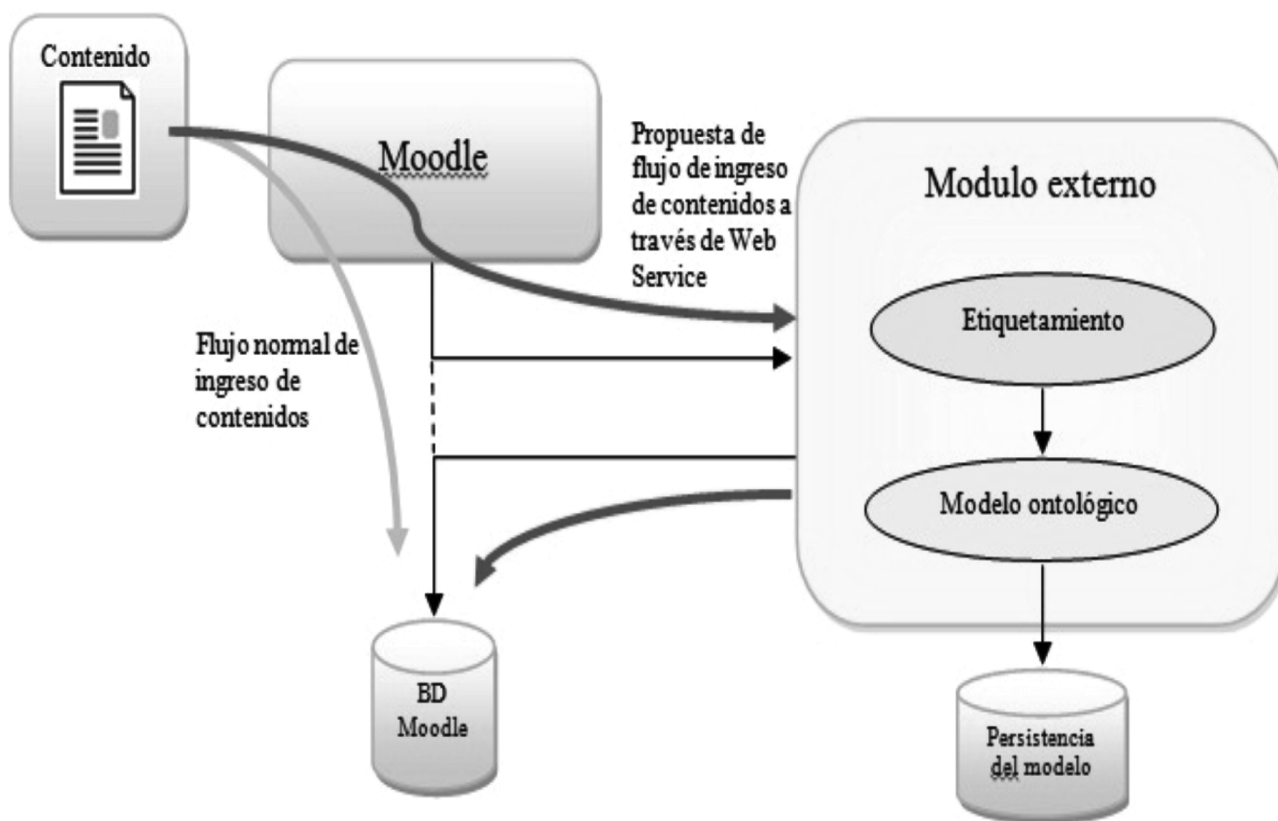 Contenido
Moodle
Propuesta de
flujo de ingreso
de contenidos a
través de Web
Service
Modulo externo
Etiquetamiento
Flujo normal de
ingreso de
contenidos
Modelo ontológico
BD
Moodle
Persistencia
del modelo